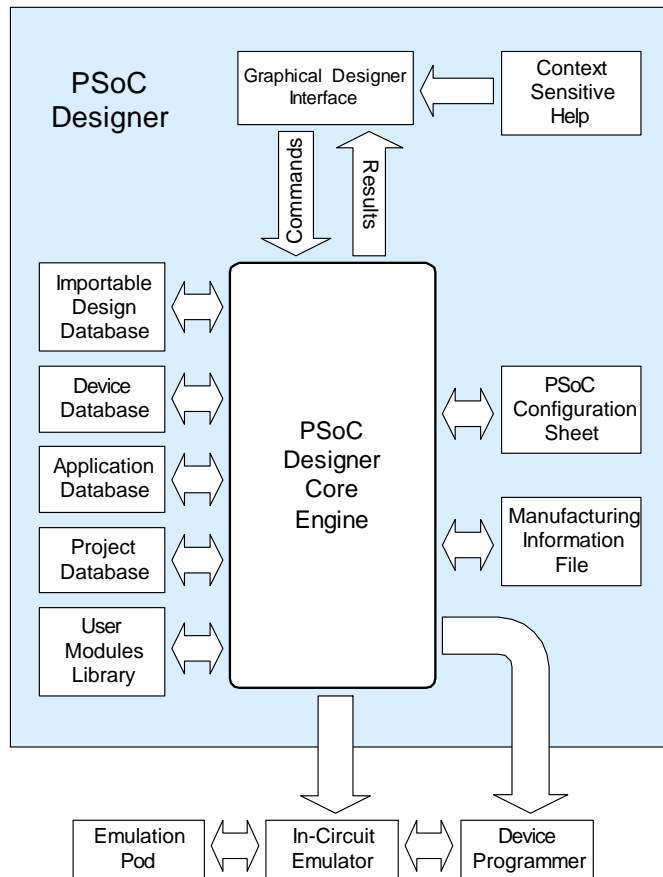 PSoC
Designer
Graphical Designer
Interface
Context
Sensitive
Help
Commands
Results
Importable
Design
Database
Device
Database
Application
Database
Project
Database
User
Modules
Library
PSoC
Designer
Core
Engine
PSoC
Configuration
Sheet
Manufacturing
Information
File
Emulation
Pod
In-Circuit
Emulator
Device
Programmer